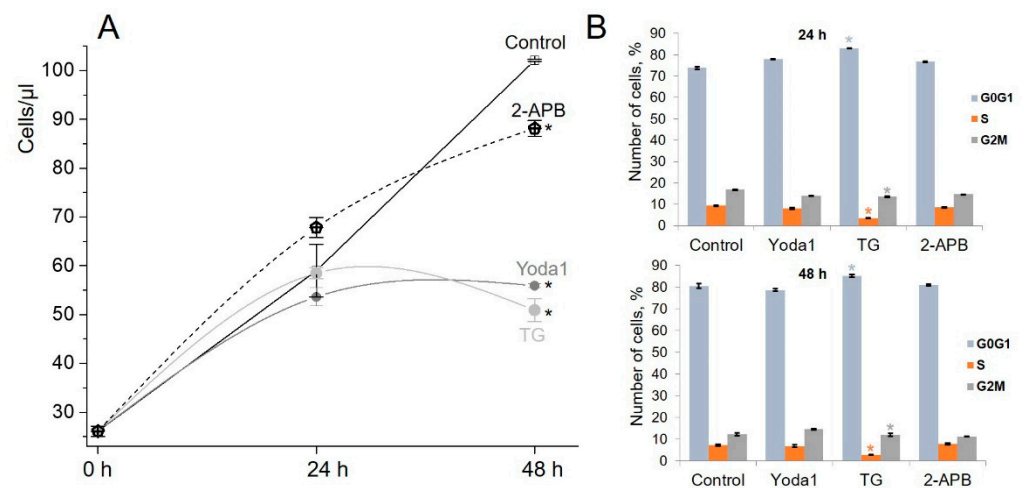 A
Cells/µl
100
90
80
70
60
50
40
30
0 h
24 h
48 h
Control
2-APB
*
Yoda1
*
*
TG
B
24 h
Number of cells, %
90
80
70
60
50
40
30
20
10
0
*
*
*
G0G1
S
G2M
Control Yoda1 TG 2-APB
48 h
Number of cells, %
90
80
70
60
50
40
30
20
10
0
*
*
*
G0G1
S
G2M
Control Yoda1 TG 2-APB